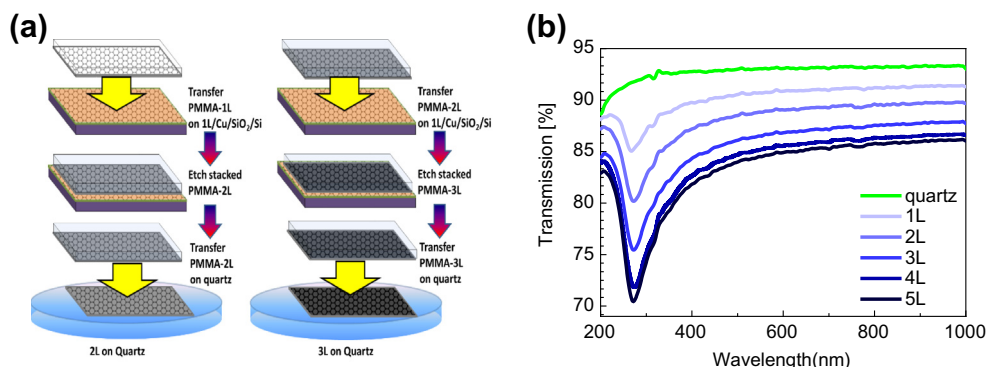 (a)
Transfer
PMMA-1L
on 1L/Cu/SiO2/Si
Etch stacked
PMMA-2L
Transfer
PMMA-2L
on quartz
2L on Quartz
Transfer
PMMA-2L
on 1L/Cu/SiO2/Si
Etch stacked
PMMA-3L
Transfer
PMMA-3L
on quartz
3L on Quartz
(b)
Transmission [%]
95
90
85
80
75
70
quartz
1L
2L
3L
4L
5L
200
400
600
800
1000
Wavelength(nm)